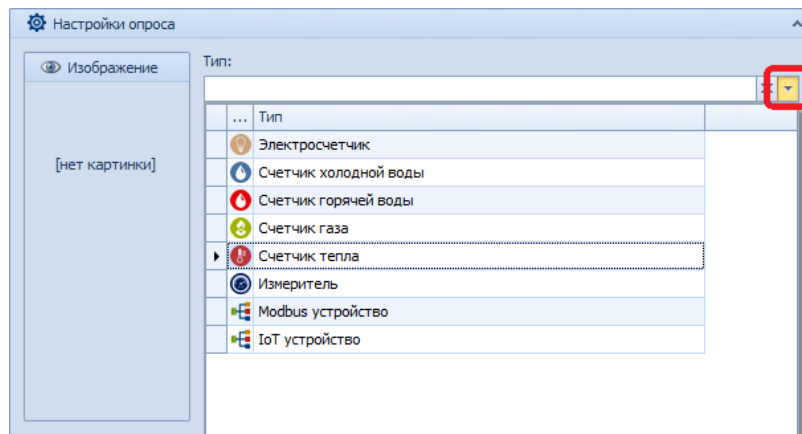 Настройки опроса
Изображение
[нет картинки]
Тип:
... Тип
Электросчетчик
Счетчик холодной воды
Счетчик горячей воды
Счетчик газа
Счетчик тепла
Измеритель
Modbus устройство
IoT устройство